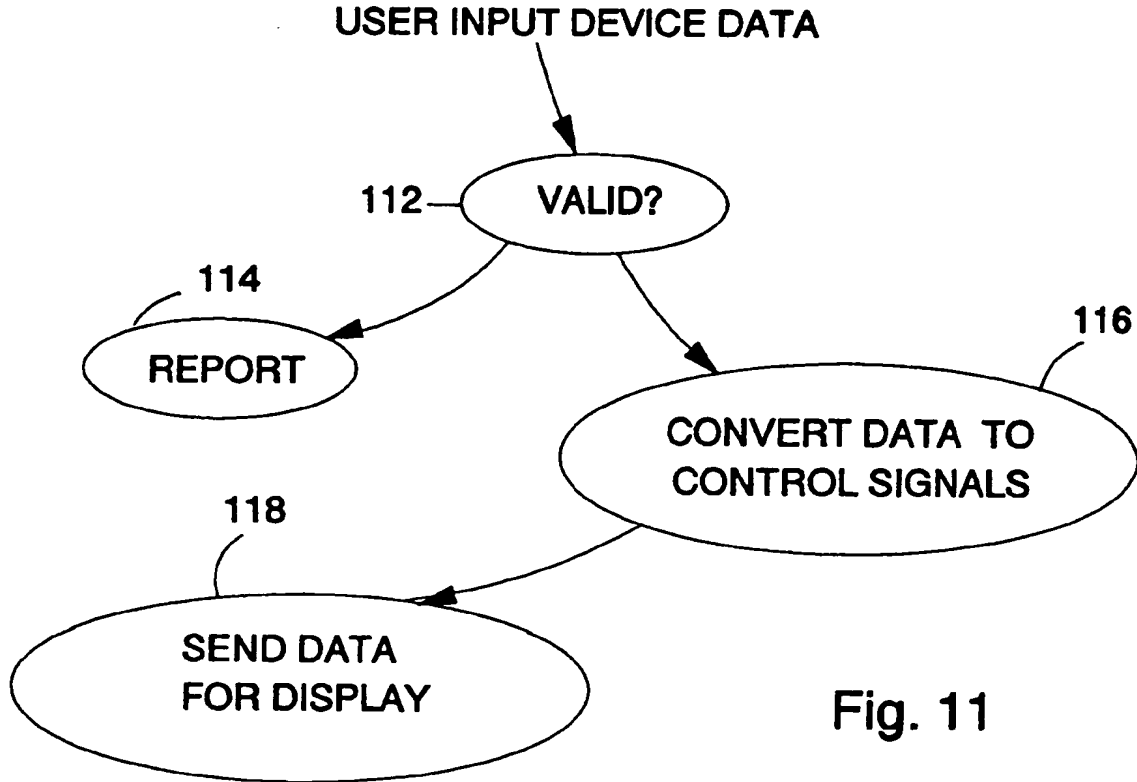 USER INPUT DEVICE DATA
112
VALID?
114
REPORT
116
CONVERT DATA TO
CONTROL SIGNALS
118
SEND DATA
FOR DISPLAY
Fig. 11